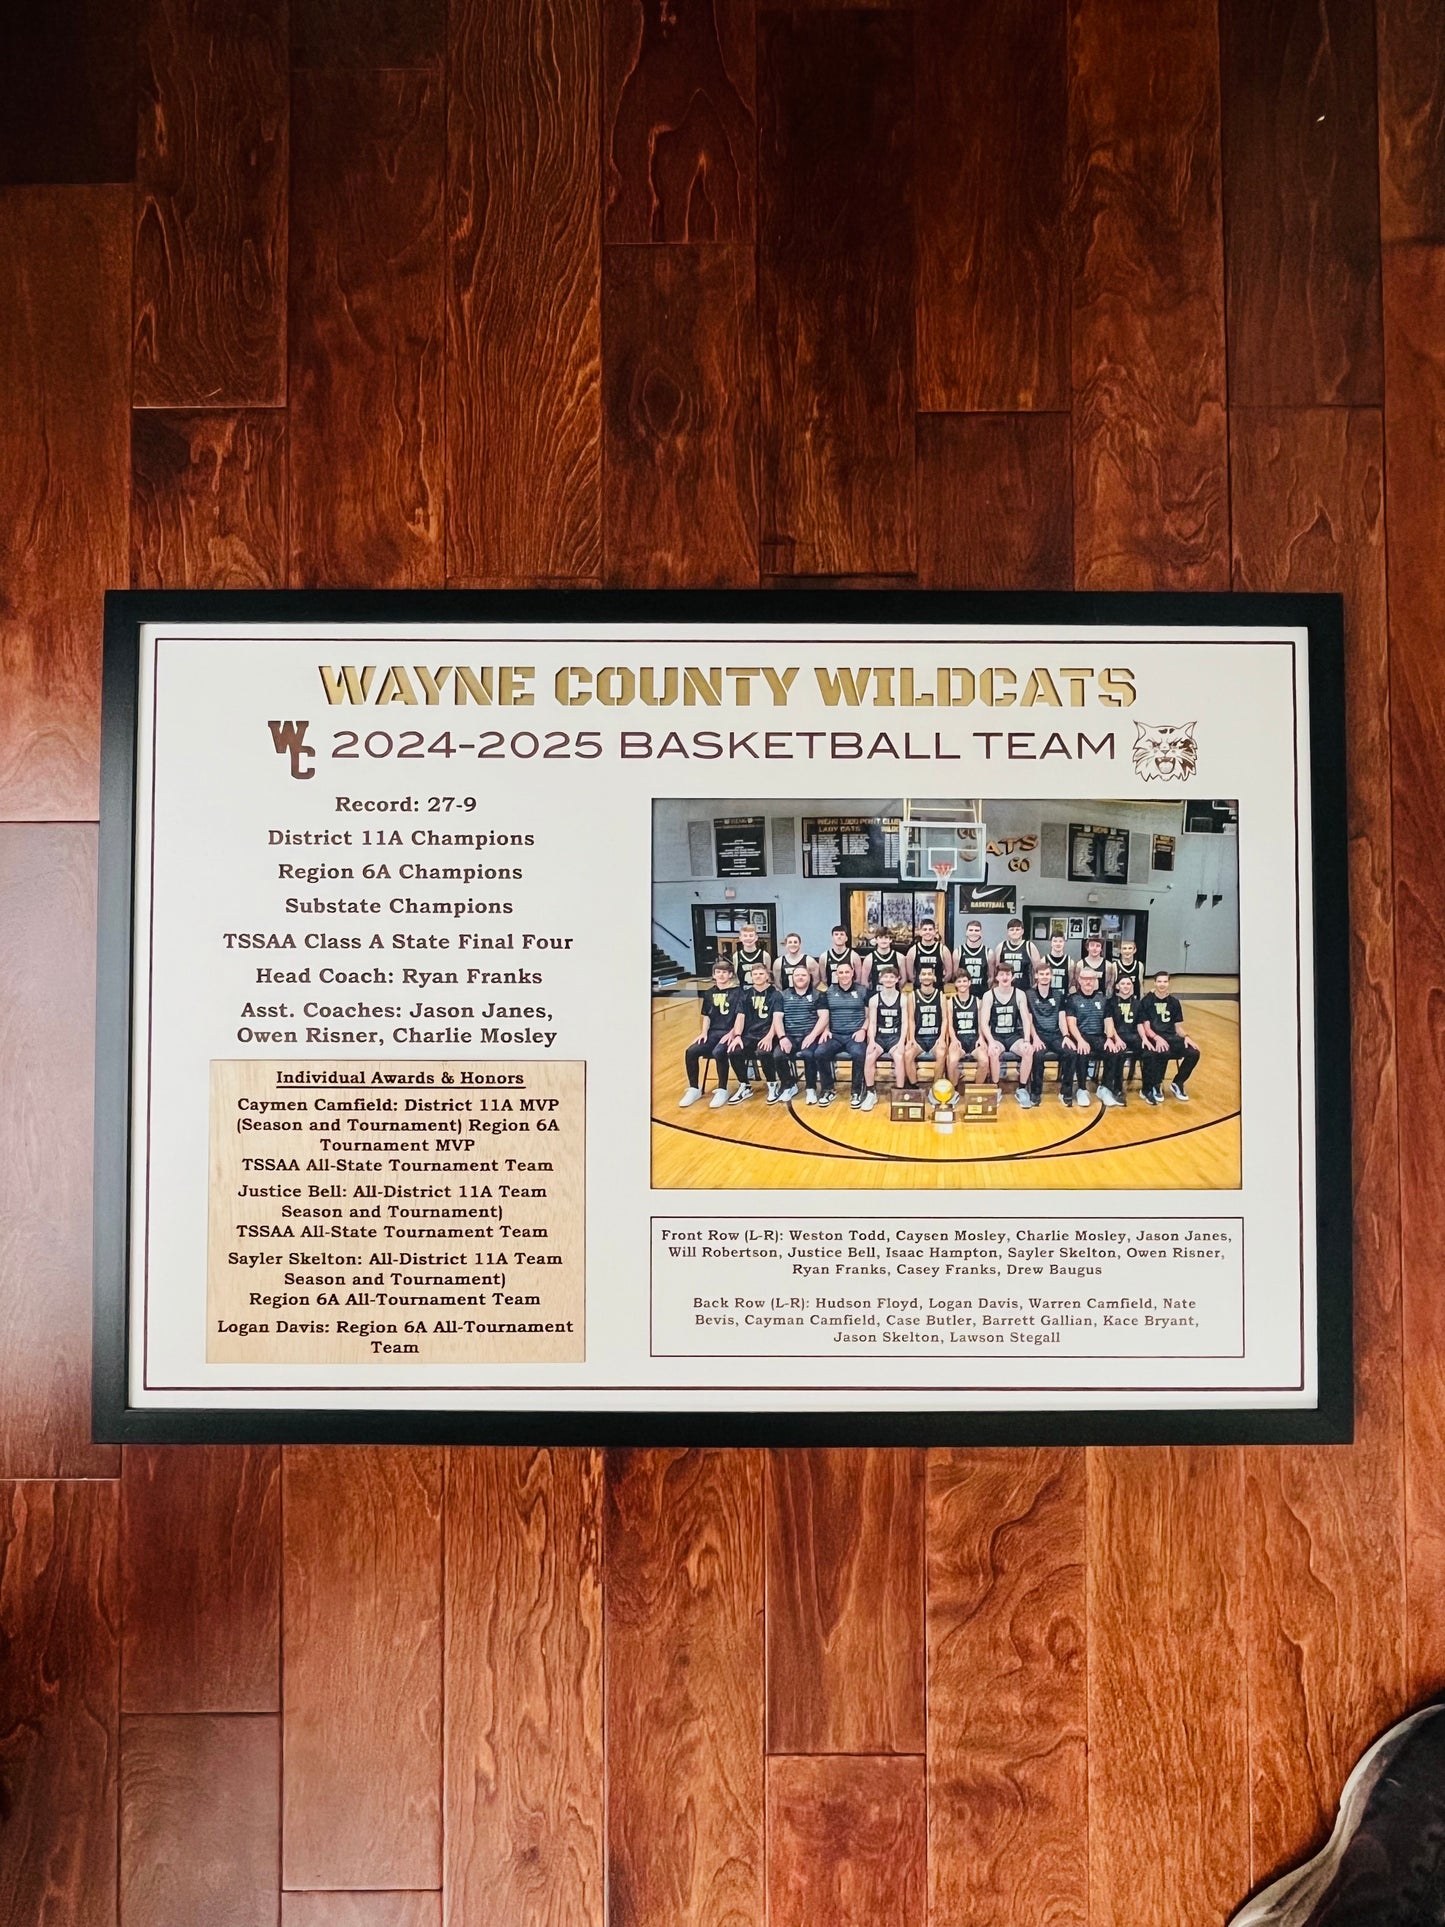 WAYNE COUNTY WILDCATS
WC 2024-2025 BASKETBALL TEAM
Record: 27-9
District 11A Champions
Region 6A Champions
Substate Champions
TSSAA Class A State Final Four
Head Coach: Ryan Franks
Asst. Coaches: Jason Janes,
Owen Risner, Charlie Mosley
Individual Awards & Honors
Caymen Camfield: District 11A MVP
(Season and Tournament) Region 6A
Tournament MVP
TSSAA All-State Tournament Team
Justice Bell: All-District 11A Team
Season and Tournament)
TSSAA All-State Tournament Team
Sayler Skelton: All-District 11A Team
Season and Tournament)
Region 6A All-Tournament Team
Logan Davis: Region 6A All-Tournament
Team
LADY CATS
CATS
60
BASKETBALL
Front Row (L-R): Weston Todd, Caysen Mosley, Charlie Mosley, Jason Janes,
Will Robertson, Justice Bell, Isaac Hampton, Sayler Skelton, Owen Risner,
Ryan Franks, Casey Franks, Drew Baugus
Back Row (L-R): Hudson Floyd, Logan Davis, Warren Camfield, Nate
Bevis, Cayman Camfield, Case Butler, Barrett Gallian, Kace Bryant,
Jason Skelton, Lawson Stegall